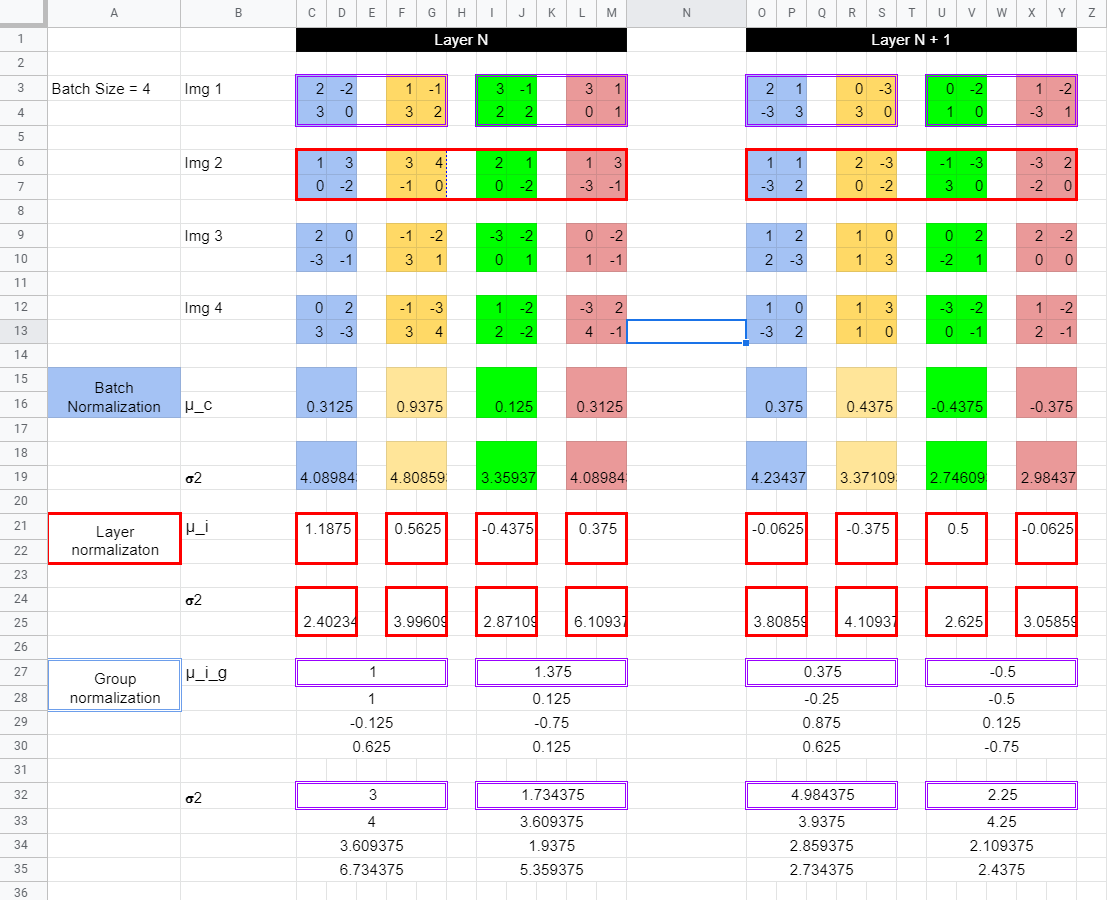 A B C D E F G H I J K L M N O P Q R S T U V W X Y Z
1 Layer N Layer N + 1
2
3 Batch Size = 4 Img 1 2 -2 1 -1 3 -1 3 1 2 1 0 -3 0 -2 1 -2
4 3 0 3 2 2 2 0 1 -3 3 3 0 1 0 -3 1
5
6 Img 2 1 3 3 4 2 1 1 3 1 1 2 -3 -1 -3 -3 2
7 0 -2 -1 0 0 -2 -3 -1 -3 2 0 -2 3 0 -2 0
8
9 Img 3 2 0 -1 -2 -3 -2 0 -2 1 2 1 0 0 2 2 -2
10 -3 -1 3 1 0 1 1 -1 2 -3 1 3 -2 1 0 0
11
12 Img 4 0 2 -1 -3 1 -2 -3 2 1 0 1 3 -3 -2 1 -2
13 3 -3 3 4 2 -2 4 -1 -3 2 1 0 0 -1 2 -1
14
15 Batch
16 Normalization μ_c 0.3125 0.9375 0.125 0.3125 0.375 0.4375 -0.4375 -0.375
17
18
19 σ2 4.08984 4.808593 3.35937 4.08984 4.23437 3.371093 2.746093 2.98437
20
21 Layer μ_i 1.1875 0.5625 -0.4375 0.375 -0.0625 -0.375 0.5 -0.0625
22 normalizaton
23
24 σ2
25 2.40234 3.99609 2.87109 6.10937 3.80859 4.10937 2.625 3.05859
26
27 Group μ_i_g 1 1.375 0.375 -0.5
28 normalization 1 0.125 -0.25 -0.5
29 -0.125 -0.75 0.875 0.125
30 0.625 0.125 0.625 -0.75
31
32 σ2 3 1.734375 4.984375 2.25
33 4 3.609375 3.9375 4.25
34 3.609375 1.9375 2.859375 2.109375
35 6.734375 5.359375 2.734375 2.4375
36